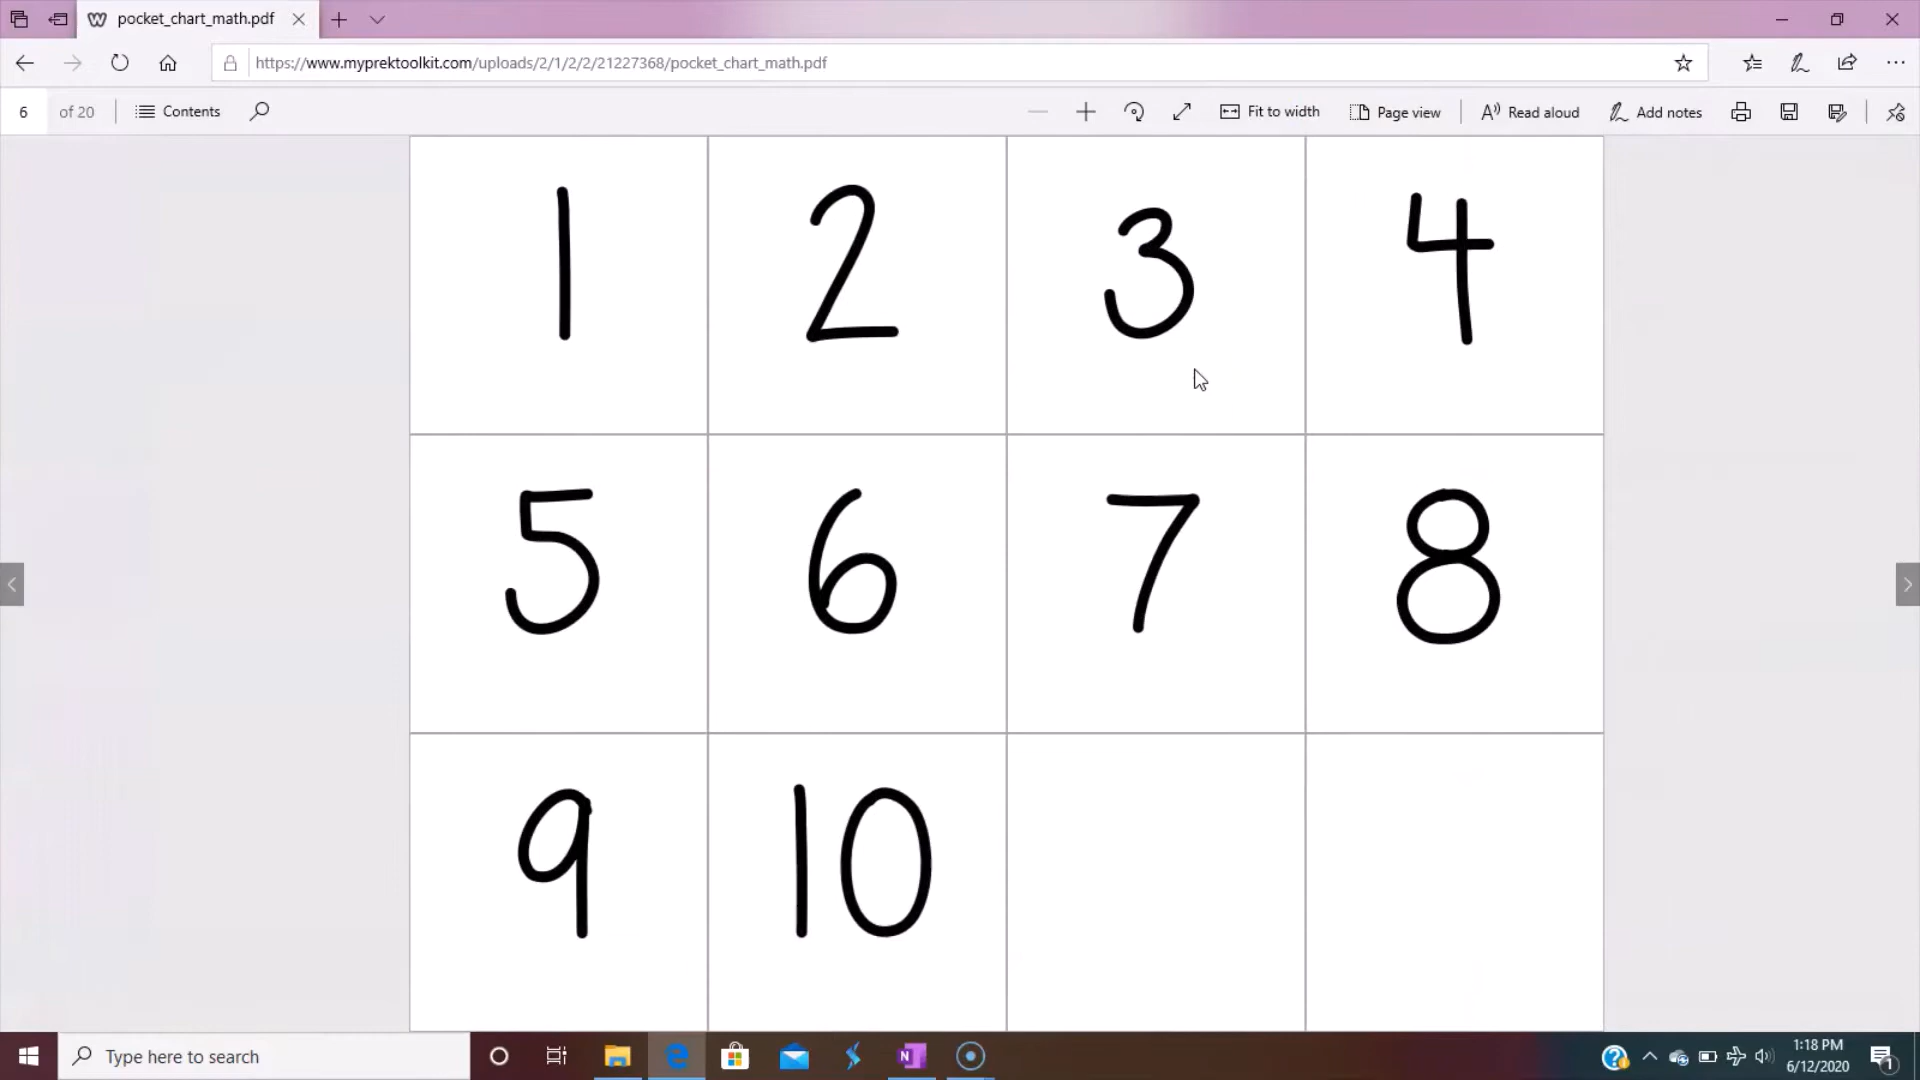 pocket_chart_math.pdf
https://www.myprektoolkit.com/uploads/2/1/2/2/21227368/pocket_chart_math.pdf
6 of 20 Contents Fit to width Page view Read aloud Add notes
1 2 3 4
5 6 7 8
9 10
Type here to search
1:18 PM
6/12/2020
1